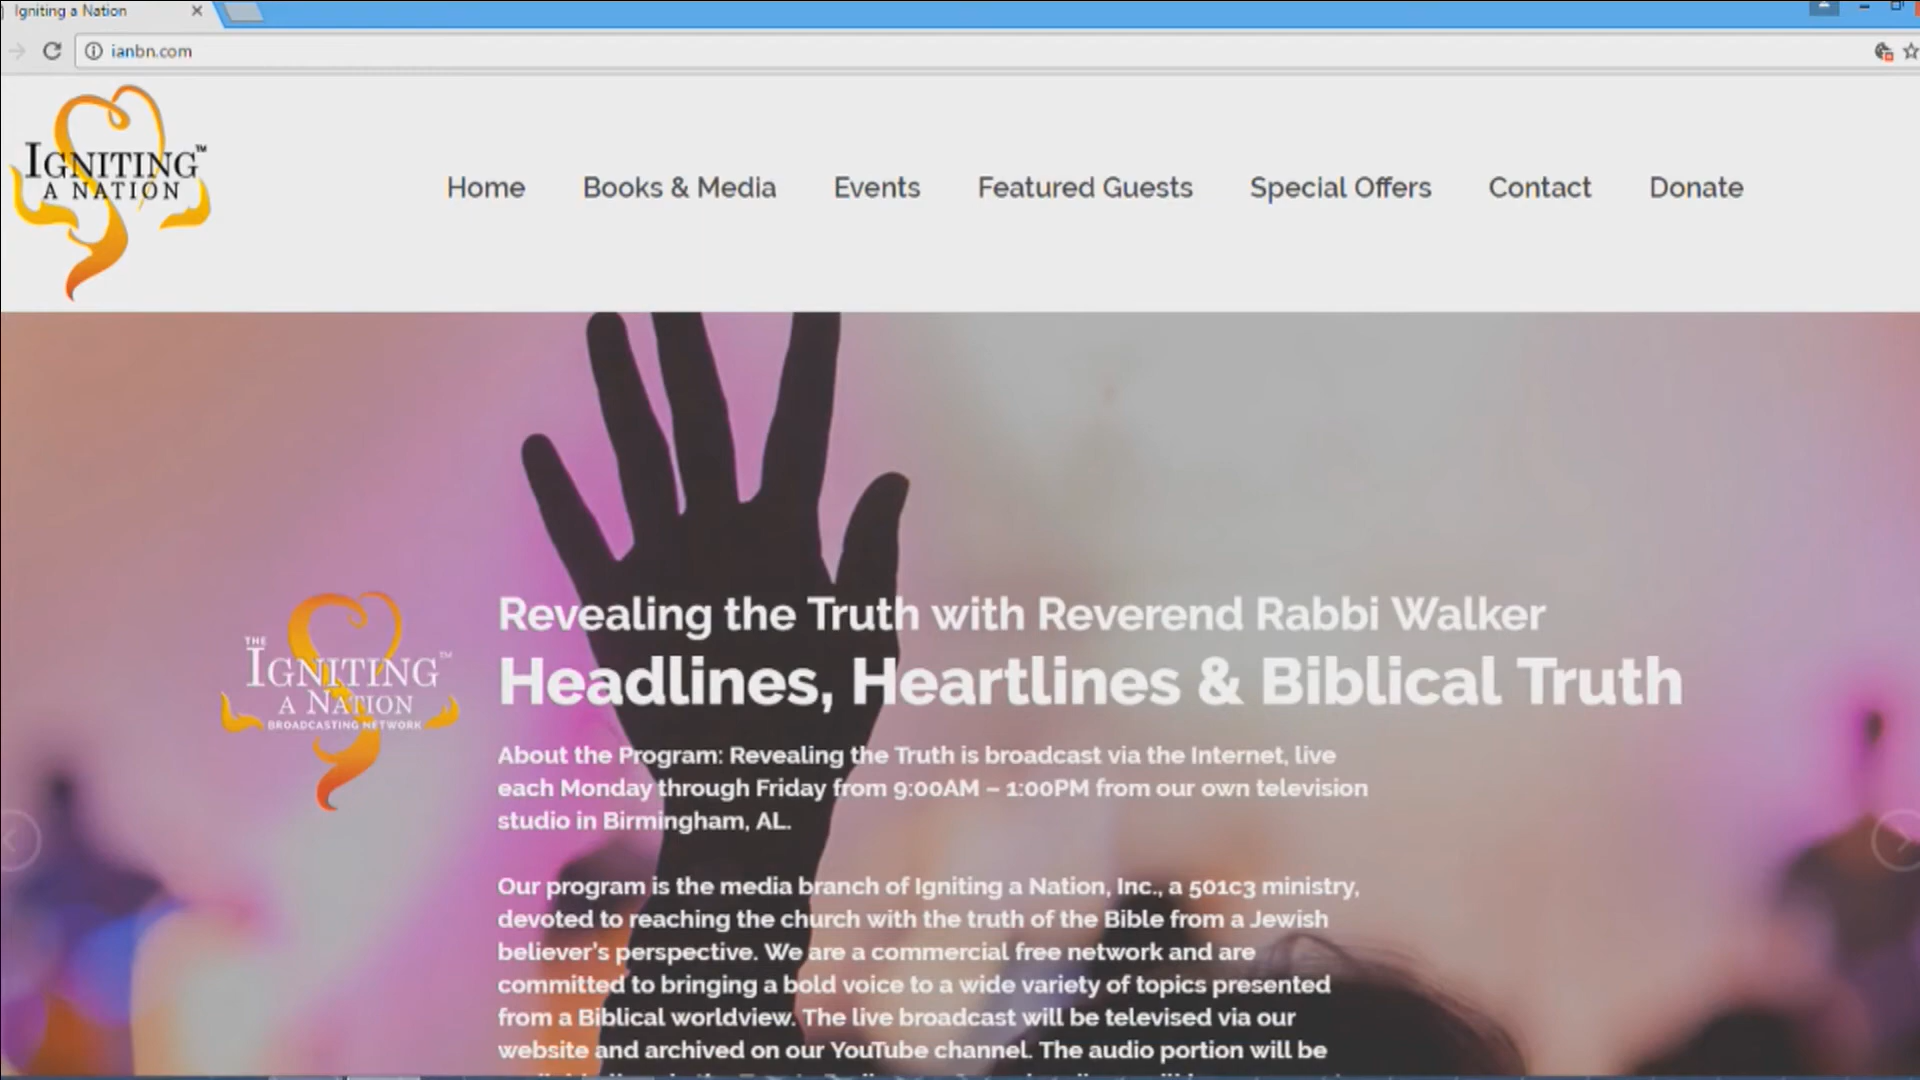 Igniting a Nation
ianbn.com
IGNITING™
A NATION
Home Books & Media Events Featured Guests Special Offers Contact Donate
Revealing the Truth with Reverend Rabbi Walker
Headlines, Heartlines & Biblical Truth
THE
IGNITING™
A NATION
BROADCASTING NETWORK
About the Program: Revealing the Truth is broadcast via the Internet, live
each Monday through Friday from 9:00AM – 1:00PM from our own television
studio in Birmingham, AL.
Our program is the media branch of Igniting a Nation, Inc., a 501c3 ministry,
devoted to reaching the church with the truth of the Bible from a Jewish
believer's perspective. We are a commercial free network and are
committed to bringing a bold voice to a wide variety of topics presented
from a Biblical worldview. The live broadcast will be televised via our
website and archived on our YouTube channel. The audio portion will be